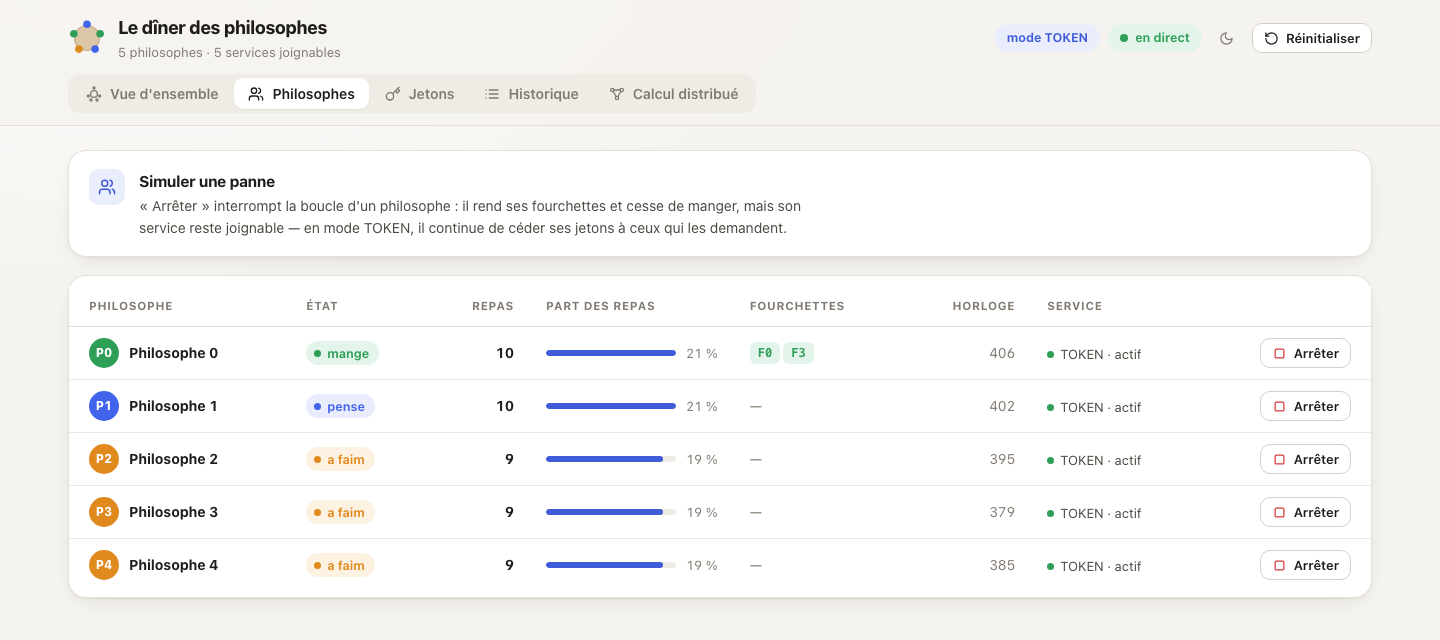 Le dîner des philosophes
5 philosophes · 5 services joignables
mode TOKEN
en direct
Réinitialiser
Vue d'ensemble
Philosophes
Jetons
Historique
Calcul distribué
Simuler une panne
« Arrêter » interrompt la boucle d'un philosophe : il rend ses fourchettes et cesse de manger, mais son
service reste joignable — en mode TOKEN, il continue de céder ses jetons à ceux qui les demandent.
PHILOSOPHE ÉTAT REPAS PART DES REPAS FOURCHETTES HORLOGE SERVICE
P0 Philosophe 0 mange 10 21 % F0 F3 406 TOKEN · actif Arrêter
P1 Philosophe 1 pense 10 21 % — 402 TOKEN · actif Arrêter
P2 Philosophe 2 a faim 9 19 % — 395 TOKEN · actif Arrêter
P3 Philosophe 3 a faim 9 19 % — 379 TOKEN · actif Arrêter
P4 Philosophe 4 a faim 9 19 % — 385 TOKEN · actif Arrêter